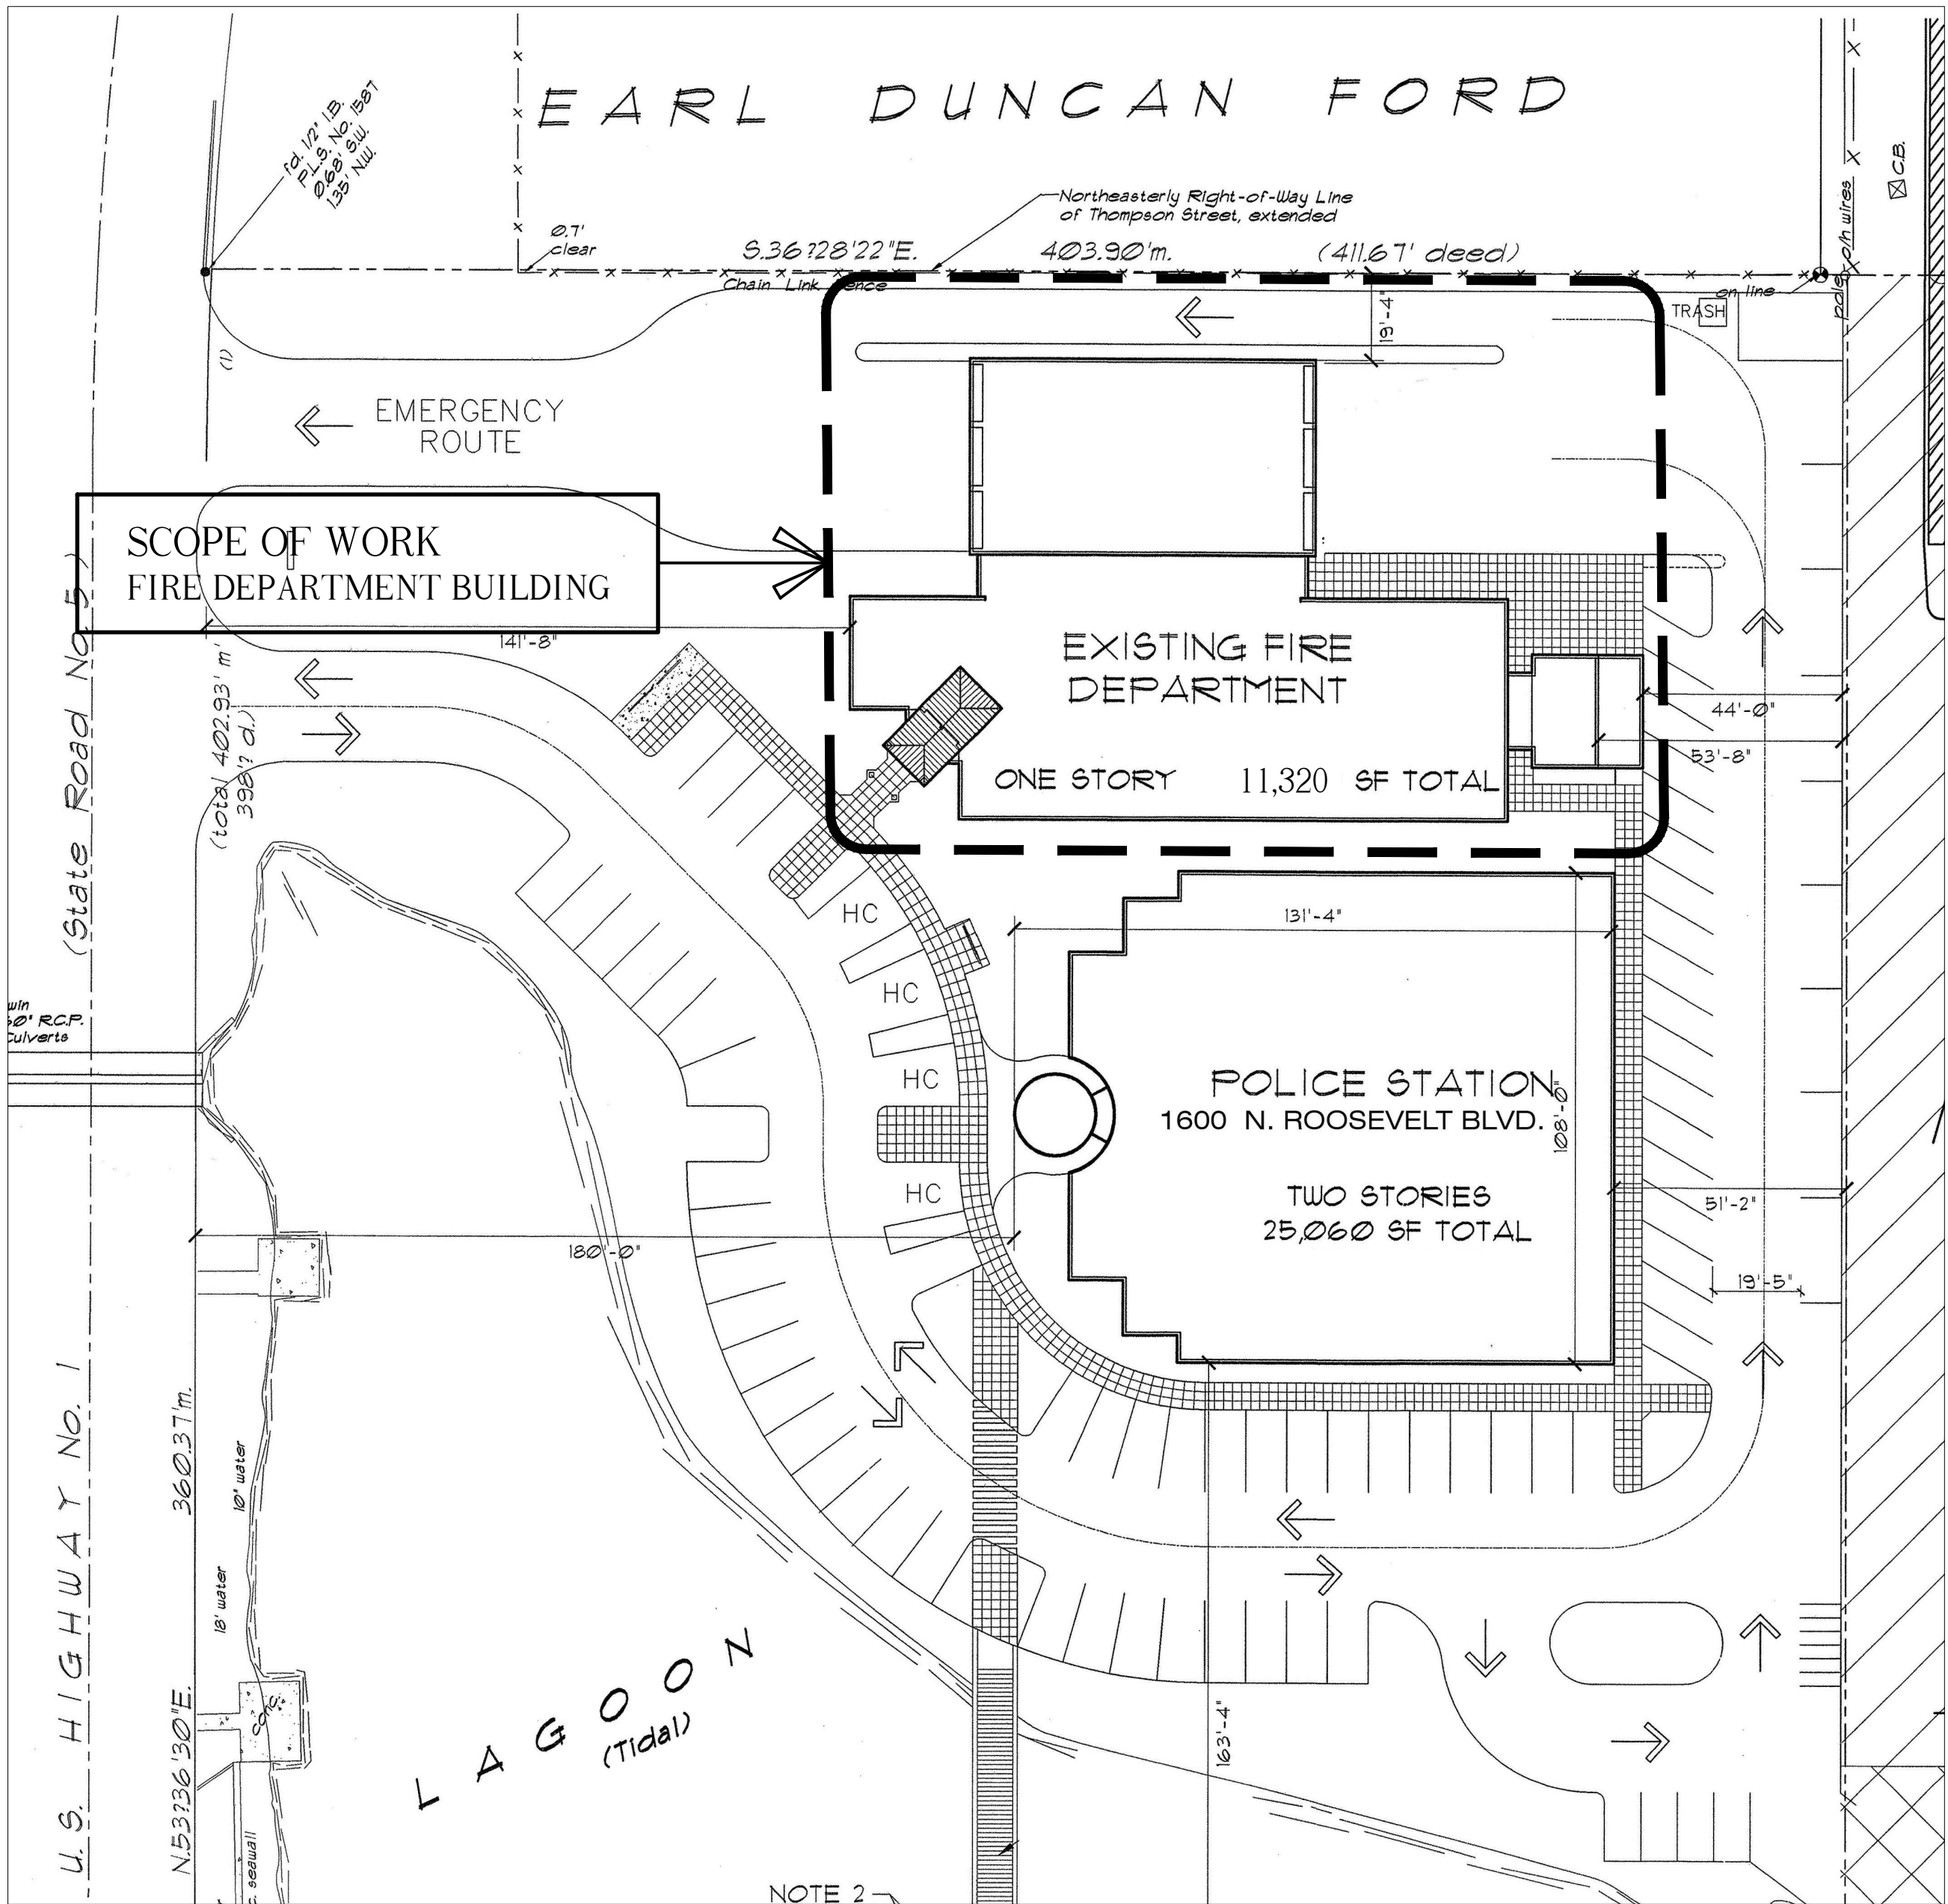 EARL DUNCAN FORD
fd. 1/2" I.B.
P.L.S. No. 1587
0.68' S.W.
1.35' N.W.
C.B.
pole o/h wires
Northeasterly Right-of-Way Line
of Thompson Street, extended
0.7'
clear
S.36?28'22"E. 403.90'm. (411.67' deed)
Chain Link Fence
on line
TRASH
19'-4"
(1)
EMERGENCY
ROUTE
SCOPE OF WORK
FIRE DEPARTMENT BUILDING
141'-8"
EXISTING FIRE
DEPARTMENT
ONE STORY 11,320 SF TOTAL
44'-0"
53'-8"
(State Road No. 5)
(total 402.93' m'
398'? d.)
HC
131'-4"
HC
60" R.C.P.
Culverts
HC
POLICE STATION
1600 N. ROOSEVELT BLVD.
108'-0"
HC
TWO STORIES
25,060 SF TOTAL
51'-2"
180'-0"
19'-5"
U.S. HIGHWAY NO. 1
360.37'm.
N.53?36'30"E.
10" water
18' water
conc.
LAGOON
(Tidal)
163'-4"
c. seawall
NOTE 2